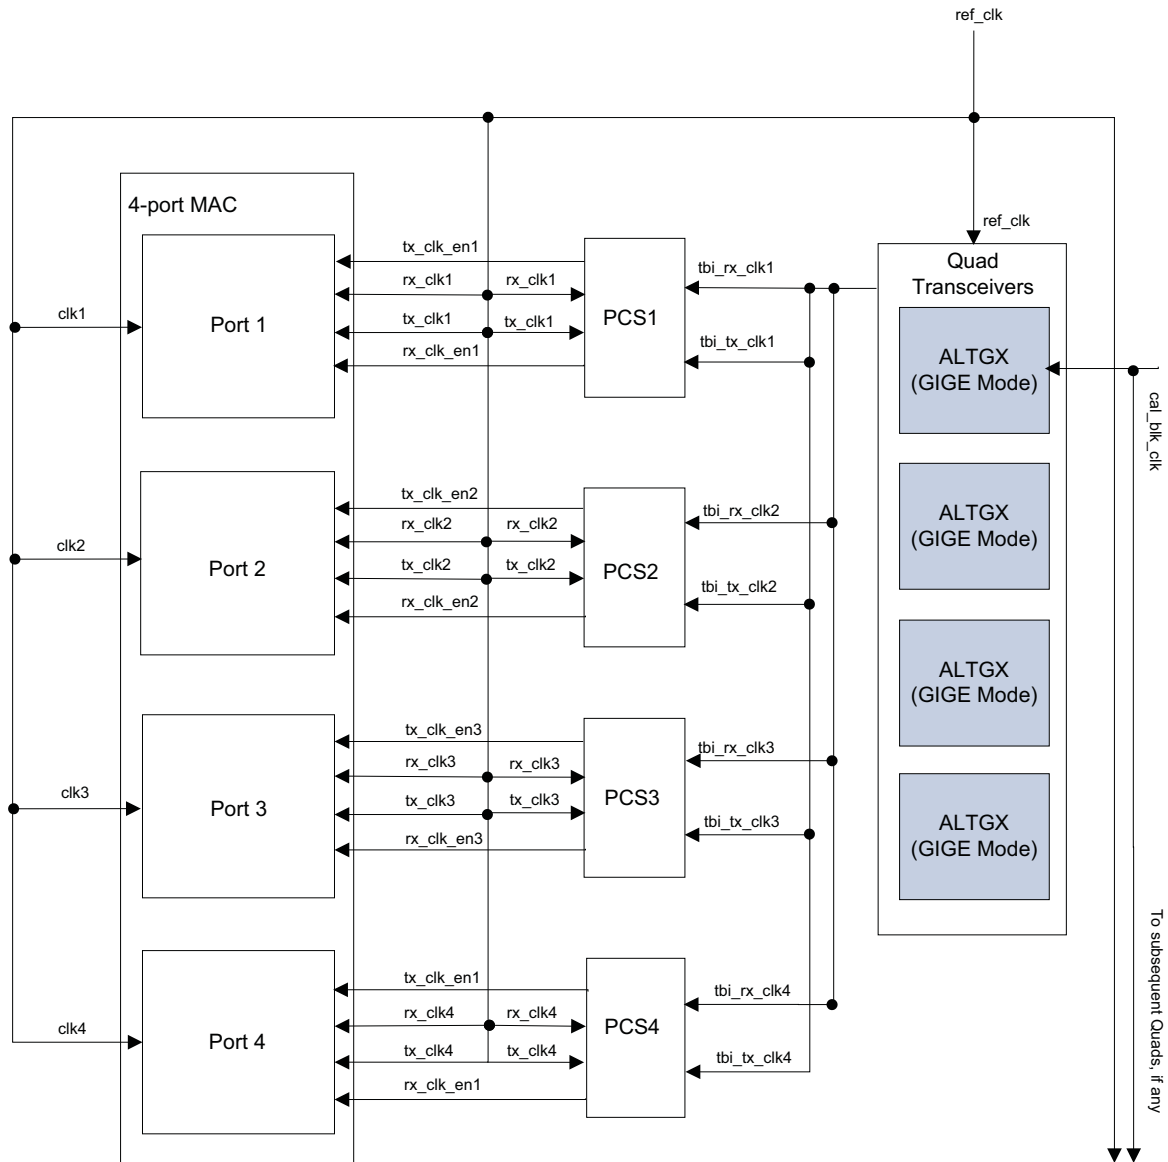 ref_clk
ref_clk
4-port MAC
Quad
Transceivers
tx_clk_en1
rx_clk1
rx_clk1
tbi_rx_clk1
clk1
Port 1
tx_clk1
tx_clk1
PCS1
rx_clk_en1
tbi_tx_clk1
ALTGX
(GIGE Mode)
cal_blk_clk
tx_clk_en2
rx_clk2
rx_clk2
tbi_rx_clk2
clk2
Port 2
tx_clk2
tx_clk2
PCS2
rx_clk_en2
tbi_tx_clk2
ALTGX
(GIGE Mode)
ALTGX
(GIGE Mode)
tx_clk_en3
rx_clk3
rx_clk3
tbi_rx_clk3
clk3
Port 3
tx_clk3
tx_clk3
PCS3
rx_clk_en3
tbi_tx_clk3
ALTGX
(GIGE Mode)
To subsequent Quads, if any
tx_clk_en1
rx_clk4
rx_clk4
tbi_rx_clk4
clk4
Port 4
tx_clk4
tx_clk4
PCS4
rx_clk_en1
tbi_tx_clk4